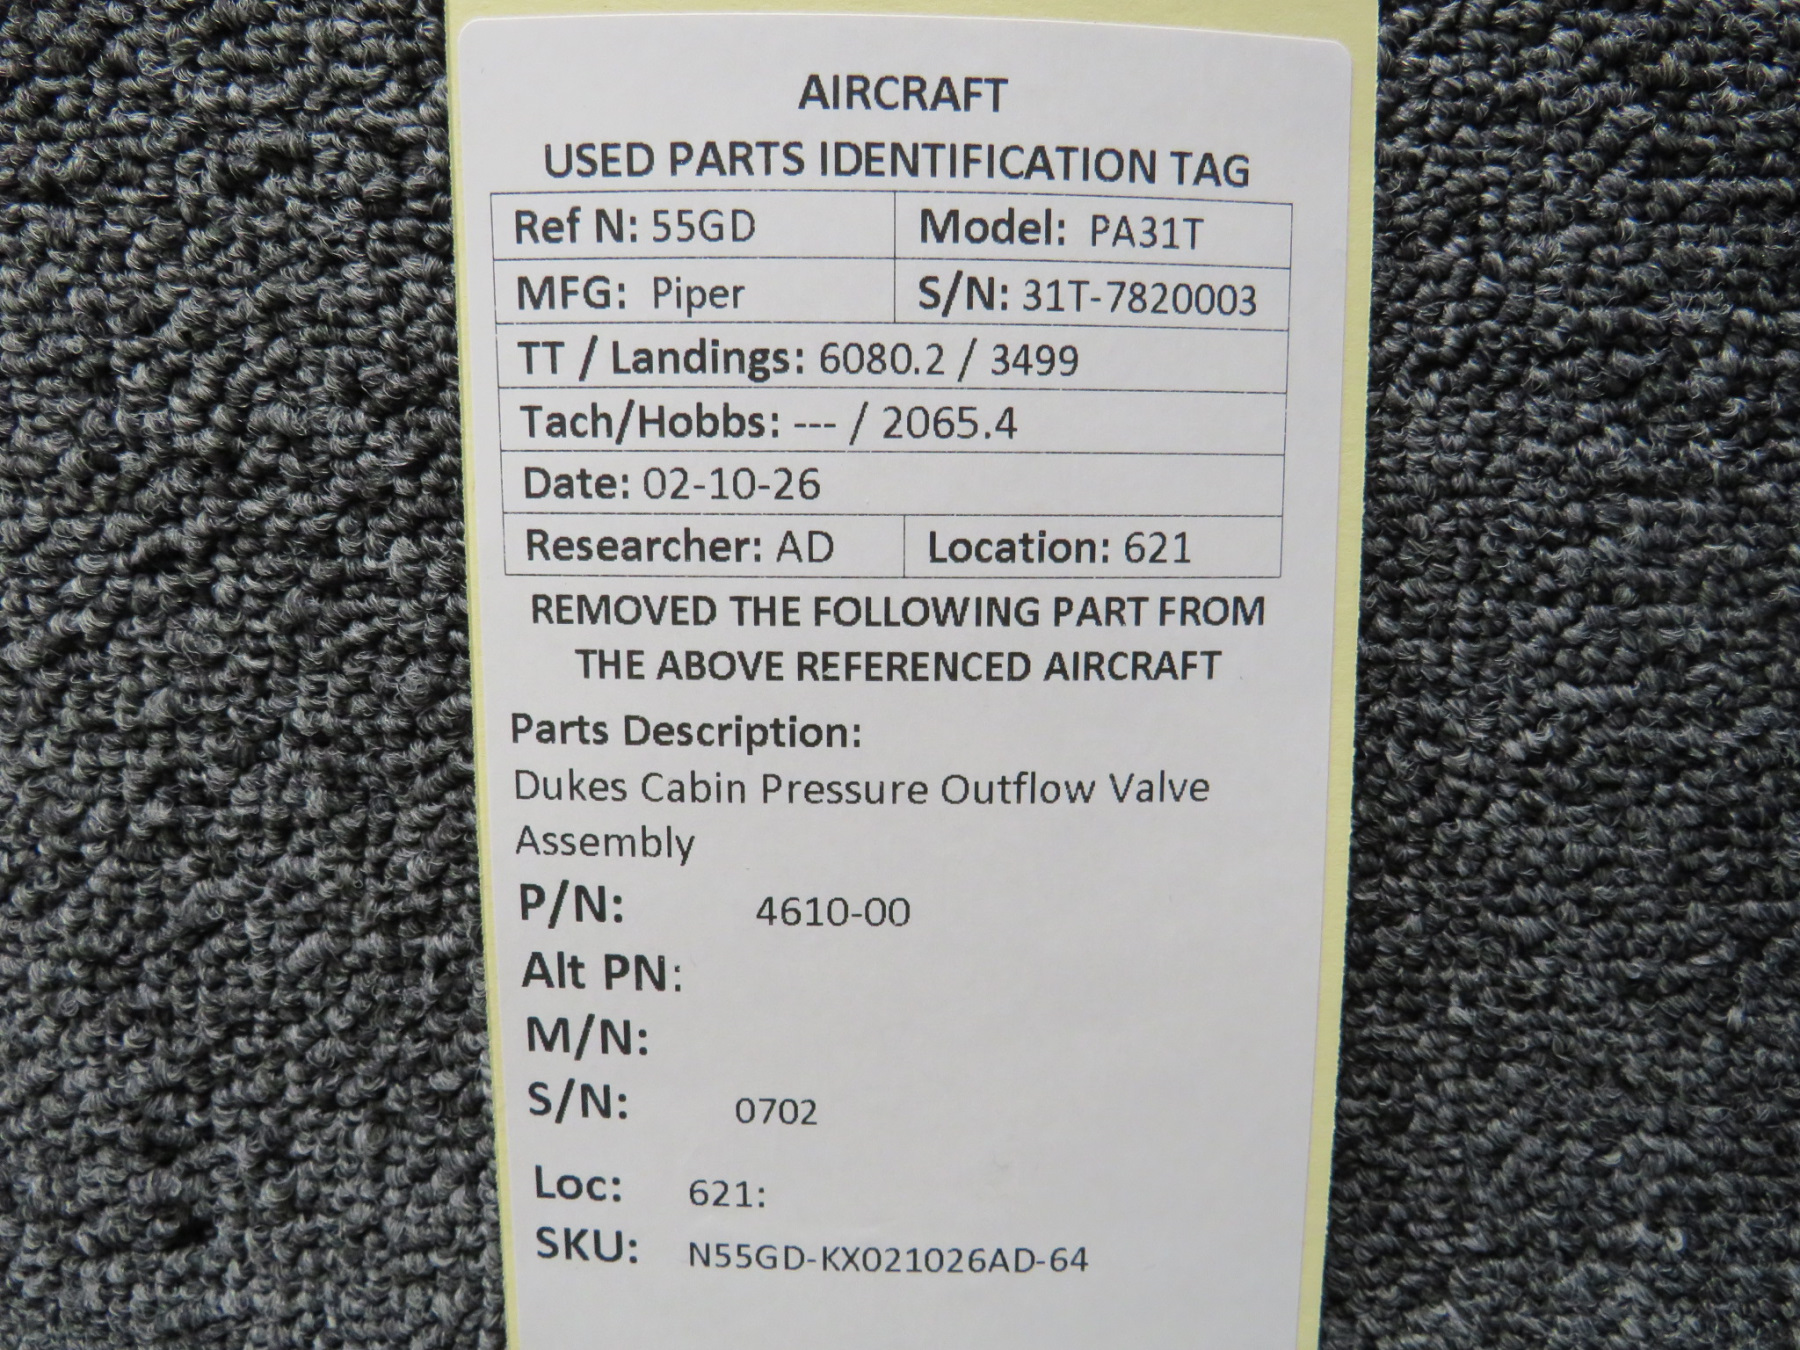 AIRCRAFT
USED PARTS IDENTIFICATION TAG
Ref N: 55GD Model: PA31T
MFG: Piper S/N: 31T-7820003
TT / Landings: 6080.2 / 3499
Tach/Hobbs: --- / 2065.4
Date: 02-10-26
Researcher: AD Location: 621
REMOVED THE FOLLOWING PART FROM
THE ABOVE REFERENCED AIRCRAFT
Parts Description:
Dukes Cabin Pressure Outflow Valve
Assembly
P/N: 4610-00
Alt PN:
M/N:
S/N: 0702
Loc: 621:
SKU: N55GD-KX021026AD-64